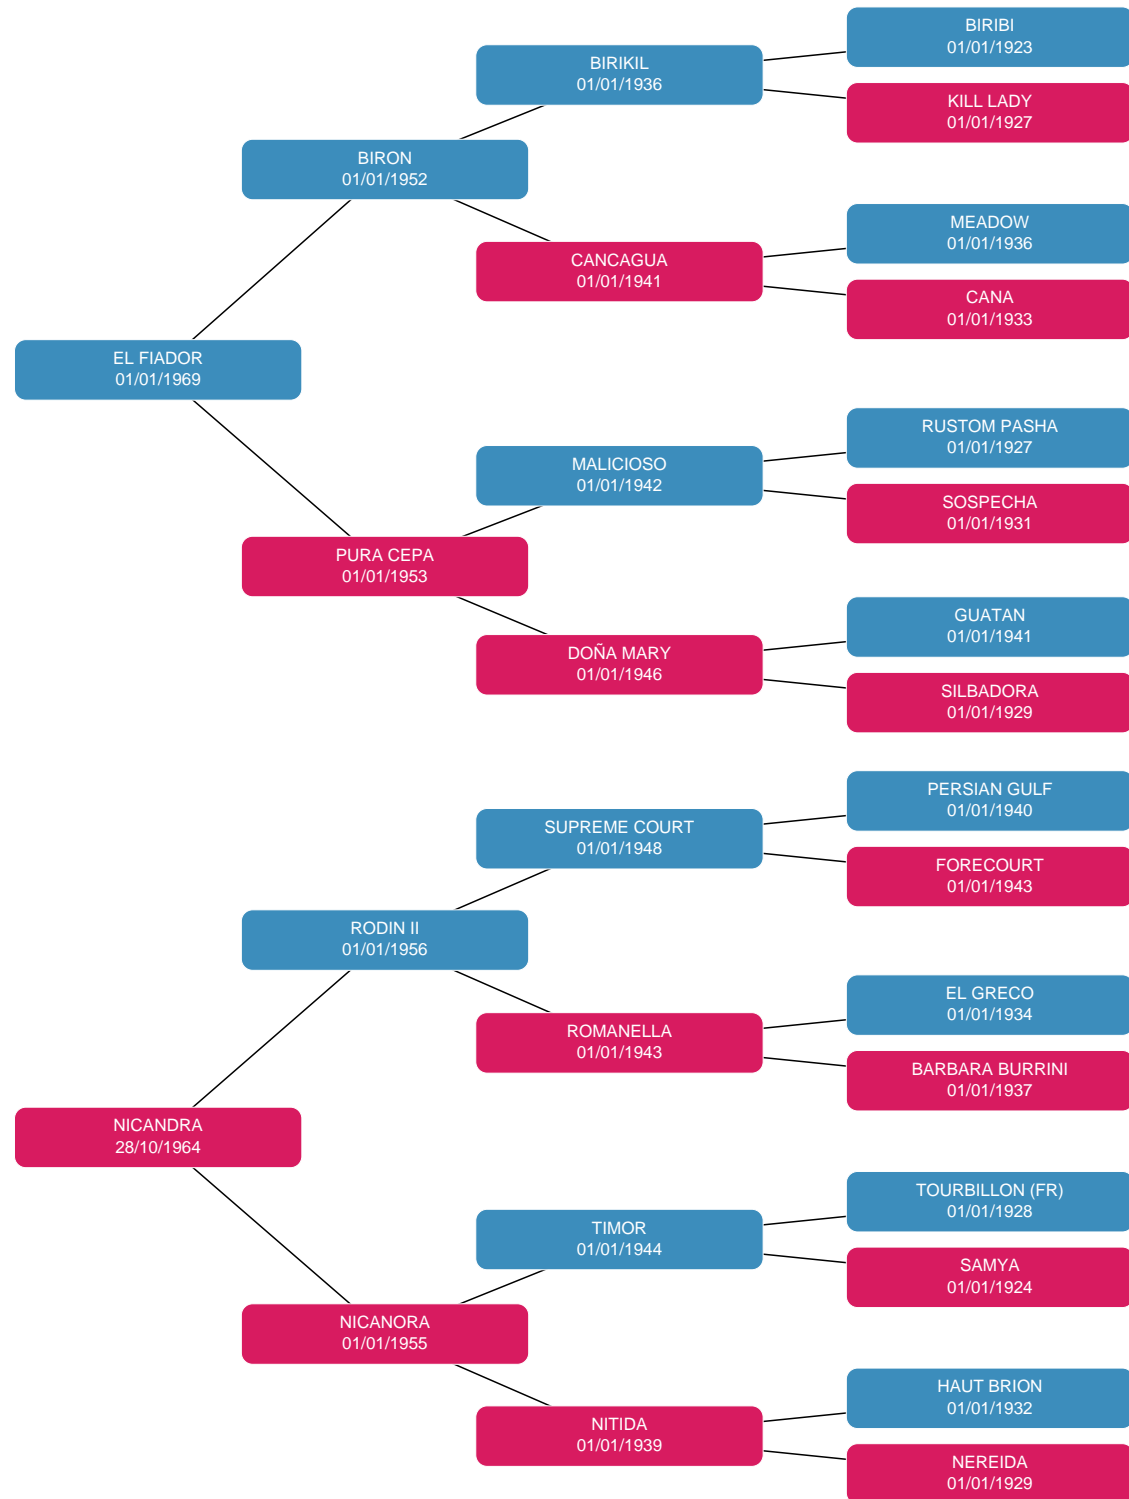 BIRIBI
01/01/1923
BIRIKIL
01/01/1936
KILL LADY
01/01/1927
BIRON
01/01/1952
MEADOW
01/01/1936
CANCAGUA
01/01/1941
CANA
01/01/1933
EL FIADOR
01/01/1969
RUSTOM PASHA
01/01/1927
MALICIOSO
01/01/1942
SOSPECHA
01/01/1931
PURA CEPA
01/01/1953
GUATAN
01/01/1941
DOÑA MARY
01/01/1946
SILBADORA
01/01/1929
PERSIAN GULF
01/01/1940
SUPREME COURT
01/01/1948
FORECOURT
01/01/1943
RODIN II
01/01/1956
EL GRECO
01/01/1934
ROMANELLA
01/01/1943
BARBARA BURRINI
01/01/1937
NICANDRA
28/10/1964
TOURBILLON (FR)
01/01/1928
TIMOR
01/01/1944
SAMYA
01/01/1924
NICANORA
01/01/1955
HAUT BRION
01/01/1932
NITIDA
01/01/1939
NEREIDA
01/01/1929